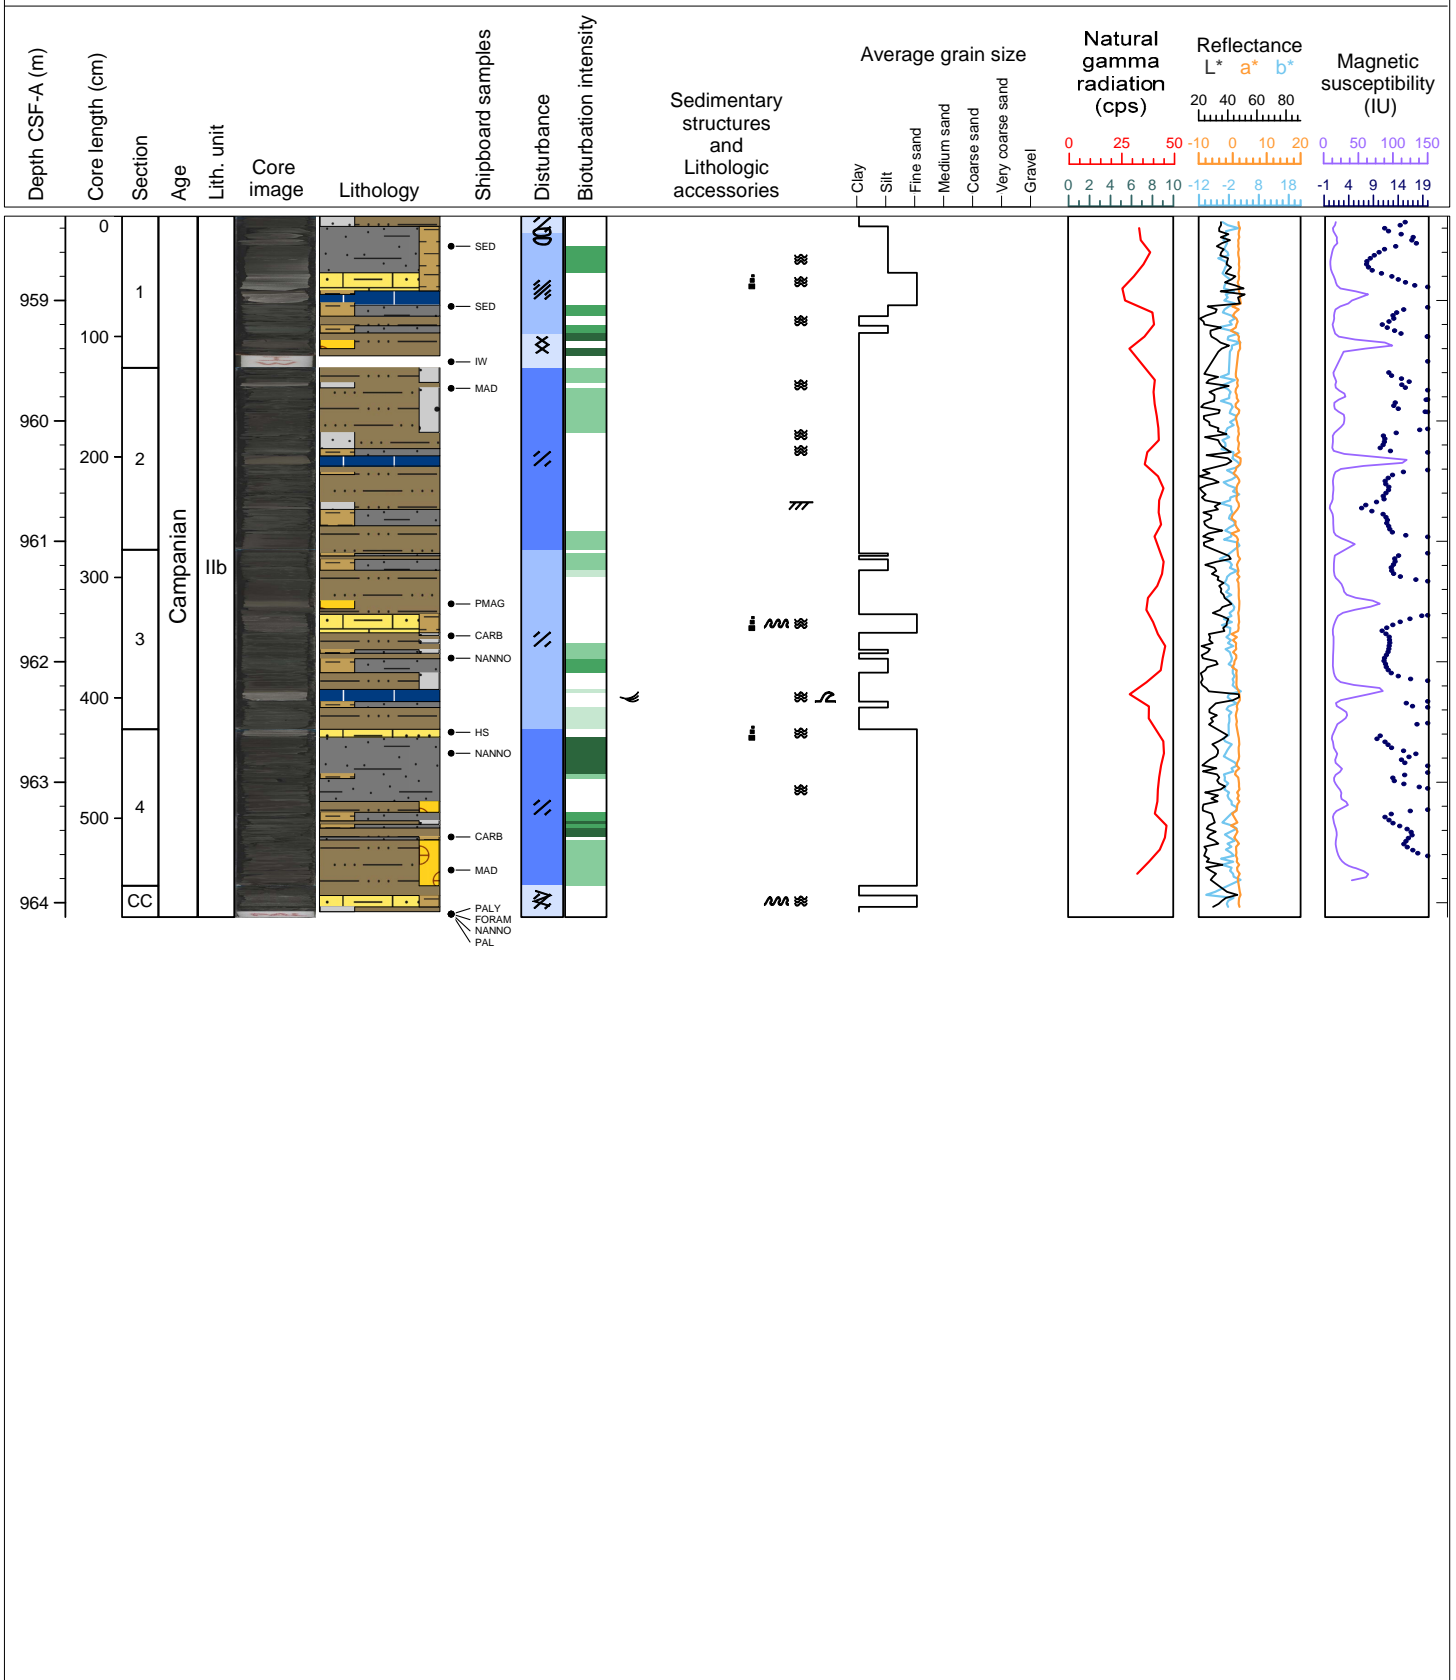 Depth CSF-A (m)
Core length (cm)
Section
Age
Lith. unit
Core
image
Lithology
Shipboard samples
Disturbance
Bioturbation intensity
Sedimentary
structures
and
Lithologic
accessories
Average grain size
Clay
Silt
Fine sand
Medium sand
Coarse sand
Very coarse sand
Gravel
Natural
gamma
radiation
(cps)
0 25 50
0 2 4 6 8 10
Reflectance
L* a* b*
20 40 60 80
-10 0 10 20
-12 -2 8 18
Magnetic
susceptibility
(IU)
0 50 100 150
-1 4 9 14 19
959
960
961
962
963
964
0
100
200
300
400
500
1
2
3
4
CC
Campanian
IIb
SED
SED
IW
MAD
PMAG
CARB
NANNO
HS
NANNO
CARB
MAD
PALY
FORAM
NANNO
PAL